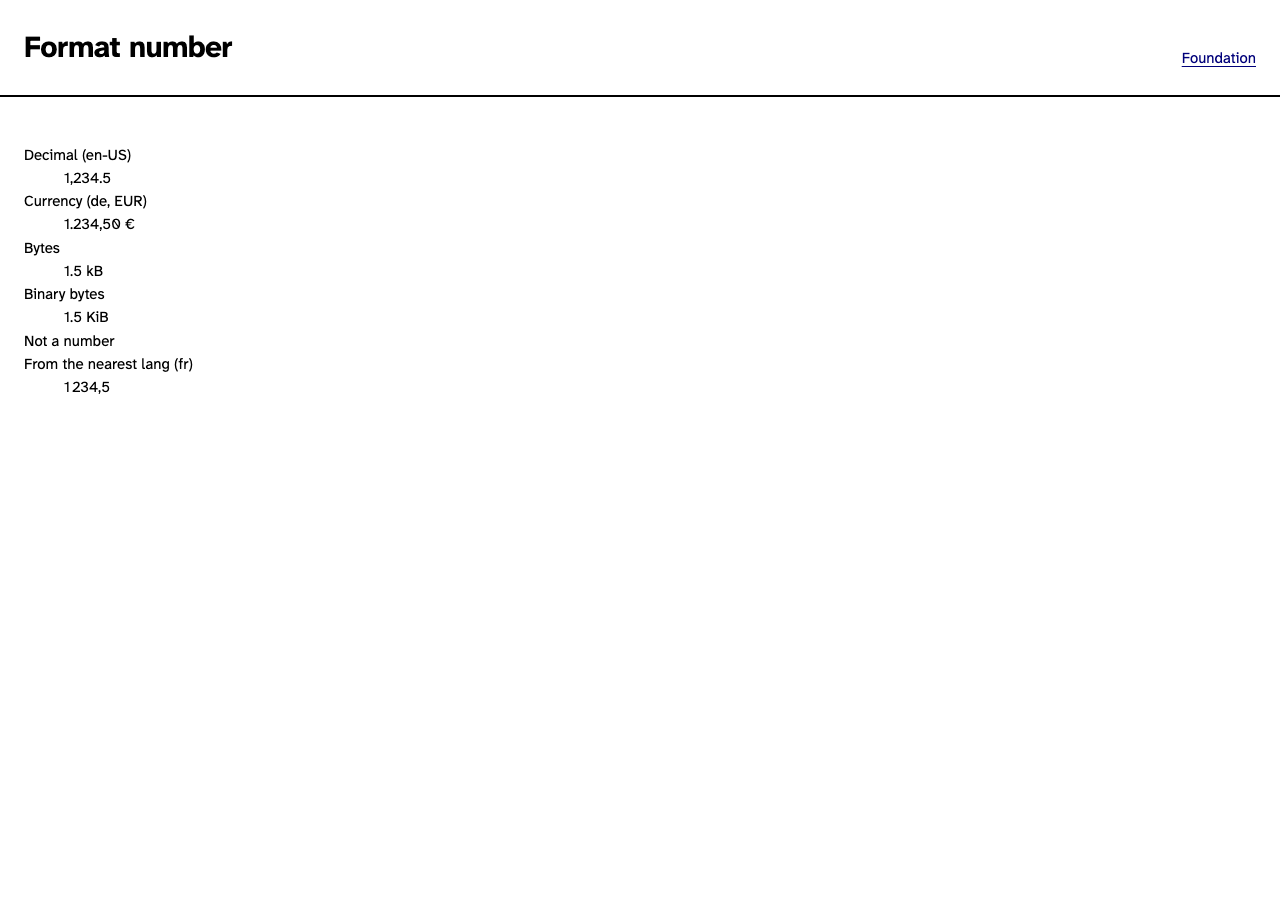 Format number
Foundation
Decimal (en-US)
1,234.5
Currency (de, EUR)
1.234,50 €
Bytes
1.5 kB
Binary bytes
1.5 KiB
Not a number
From the nearest lang (fr)
1 234,5